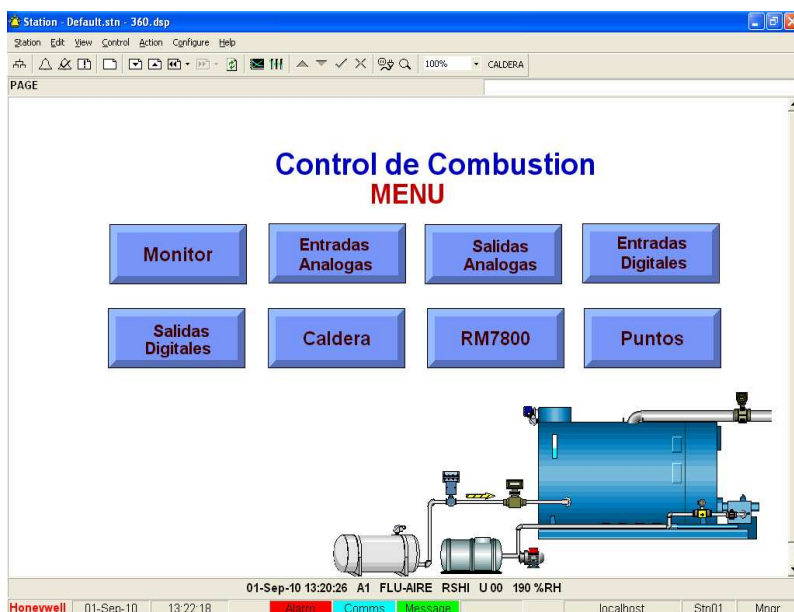 Station - Default.stn - 360.dsp
Station Edit View Control Action Configure Help
100% CALDERA
PAGE
Control de Combustion
MENU
Monitor
Entradas
Analogas
Salidas
Analogas
Entradas
Digitales
Salidas
Digitales
Caldera
RM7800
Puntos
01-Sep-10 13:20:26 A1 FLU-AIRE RSHI U 00 190 %RH
Honeywell 01-Sep-10 13:22:18 Alarm Comms Message localhost Stn01 Mngr